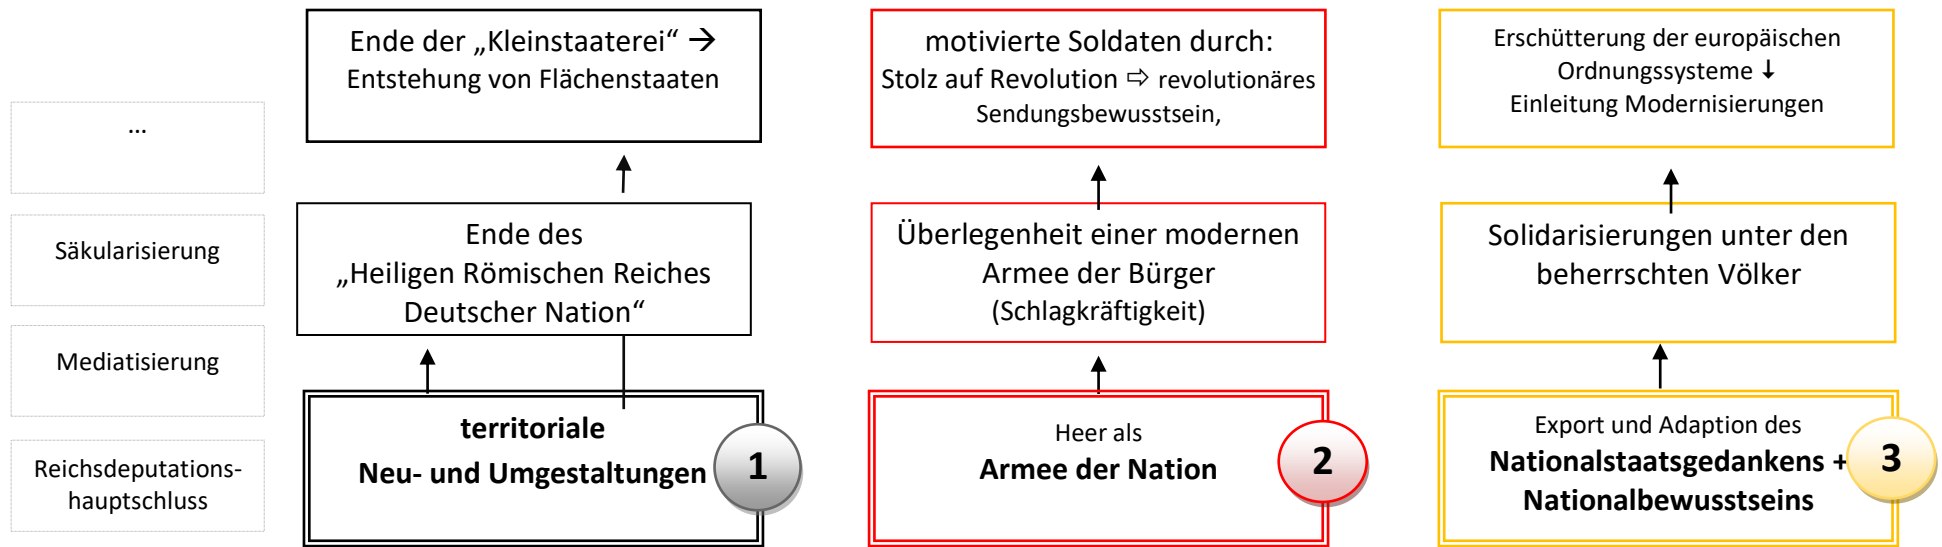 ...
Säkularisierung
Mediatisierung
Reichsdeputations-
hauptschluss
Ende der „Kleinstaaterei“ →
Entstehung von Flächenstaaten
Ende des
„Heiligen Römischen Reiches
Deutscher Nation“
territoriale
Neu- und Umgestaltungen
1
motivierte Soldaten durch:
Stolz auf Revolution ⇨ revolutionäres
Sendungsbewusstsein,
Überlegenheit einer modernen
Armee der Bürger
(Schlagkräftigkeit)
Heer als
Armee der Nation
2
Erschütterung der europäischen
Ordnungssysteme ↓
Einleitung Modernisierungen
Solidarisierungen unter den
beherrschten Völker
Export und Adaption des
Nationalstaatsgedankens +
Nationalbewusstseins
3